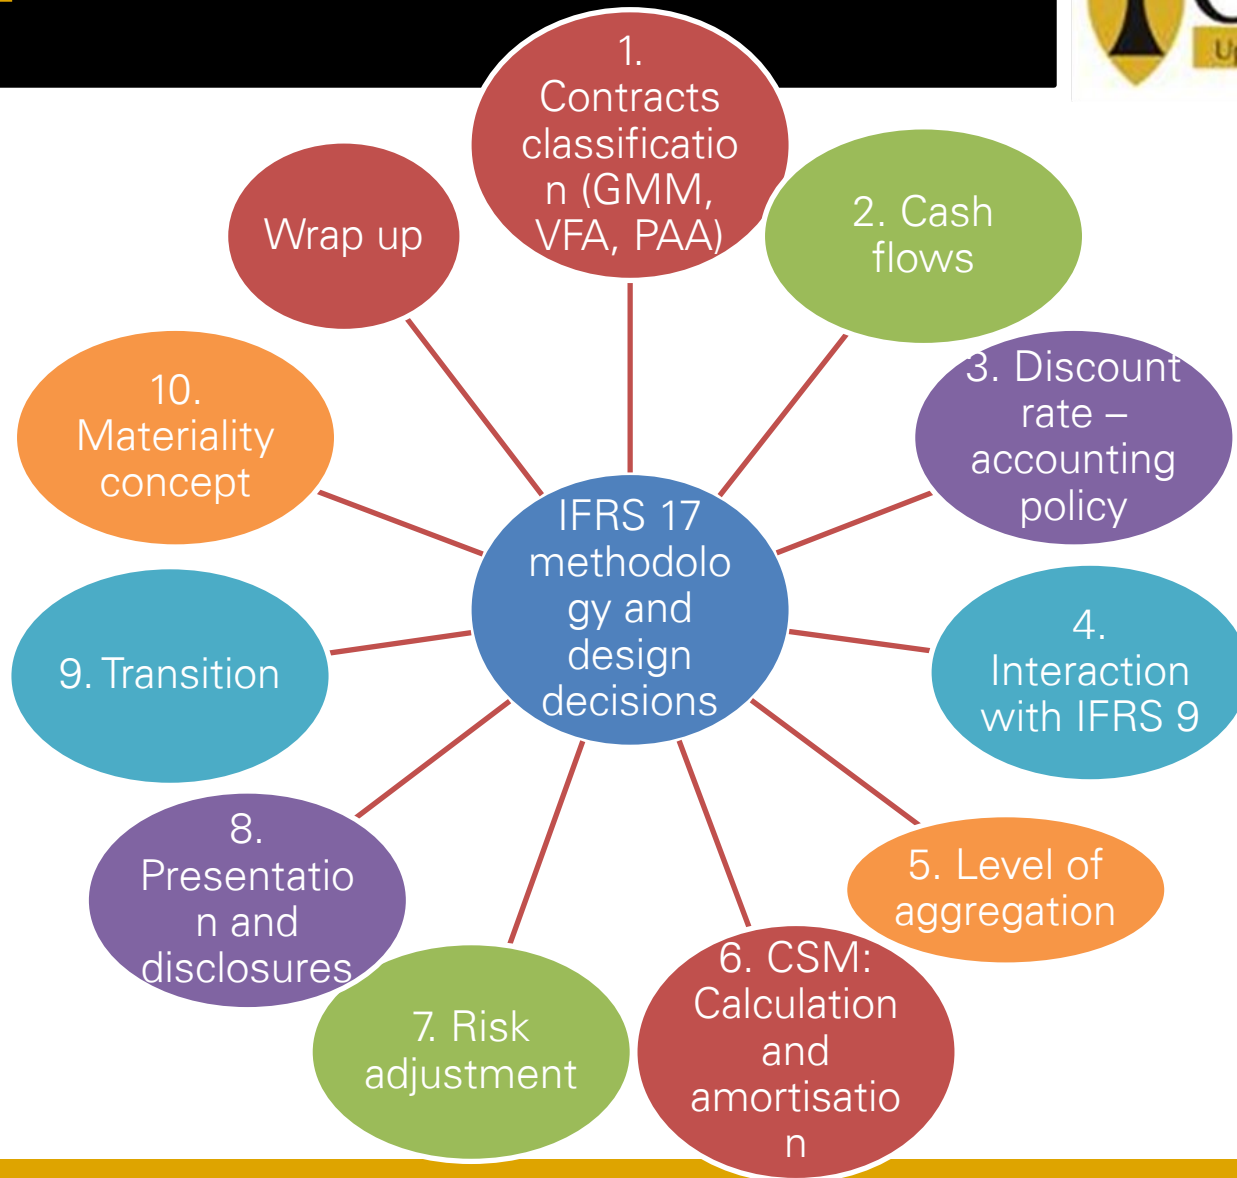 1.
Contracts
classificatio
n (GMM,
VFA, PAA)
2. Cash
flows
3. Discount
rate –
accounting
policy
4.
Interaction
with IFRS 9
5. Level of
aggregation
6. CSM:
Calculation
and
amortisatio
n
7. Risk
adjustment
8.
Presentatio
n and
disclosures
9. Transition
10.
Materiality
concept
Wrap up
IFRS 17
methodolo
gy and
design
decisions